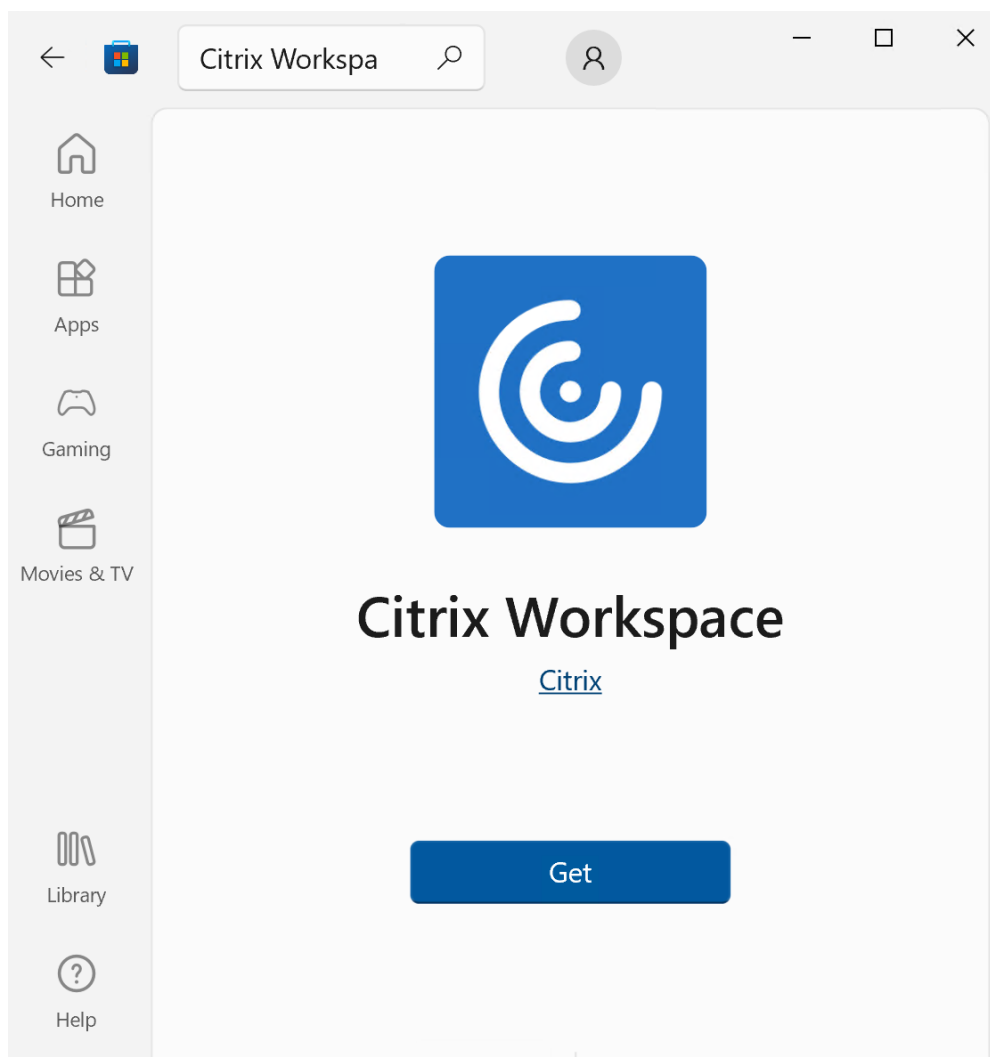 Citrix Workspa
Home
Apps
Gaming
Movies & TV
Citrix Workspace
Citrix
Get
Library
Help